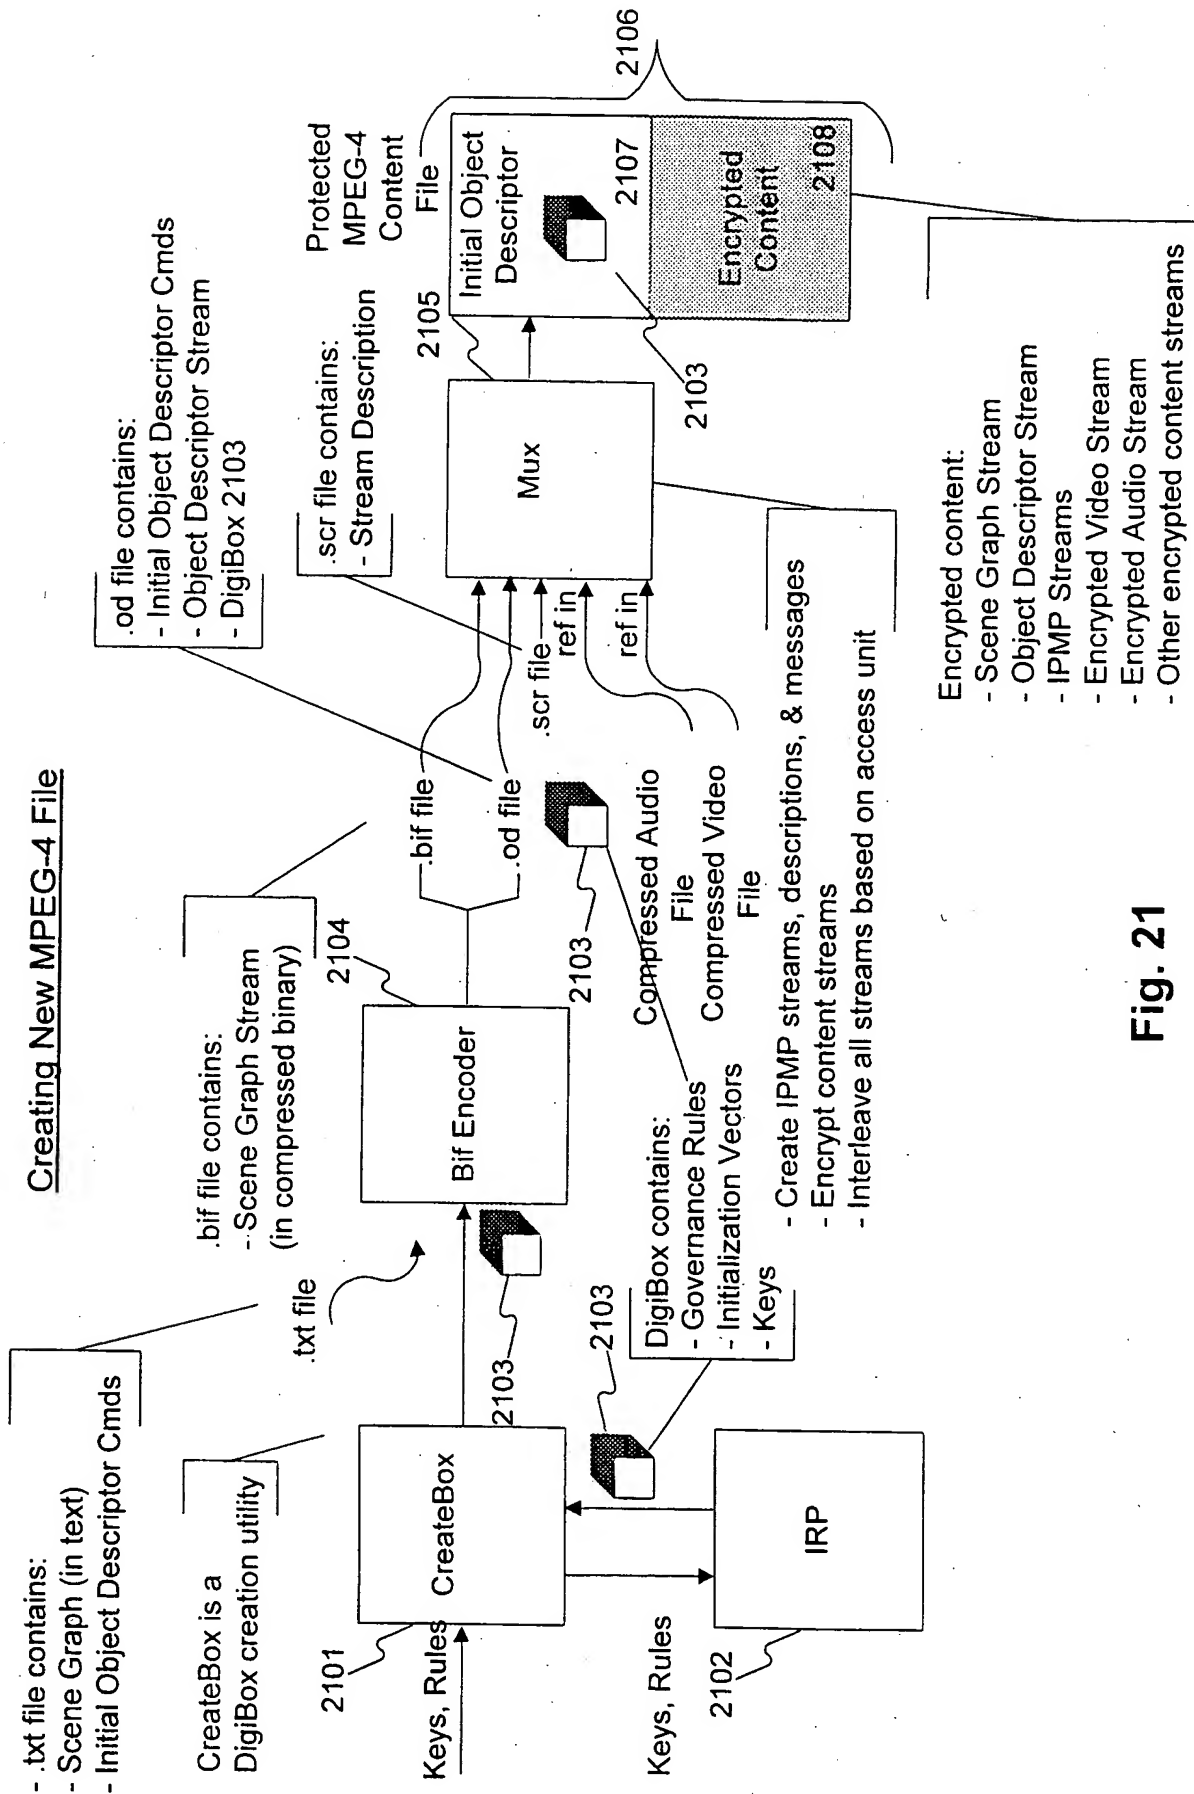 Creating New MPEG-4 File
- .txt file contains:
- Scene Graph (in text)
- Initial Object Descriptor Cmds
CreateBox is a
DigiBox creation utility
.txt file
.bif file contains:
- Scene Graph Stream
(in compressed binary)
.od file contains:
- Initial Object Descriptor Cmds
- Object Descriptor Stream
- DigiBox 2103
.scr file contains:
- Stream Description
Protected
MPEG-4
Content
File
2101
Keys, Rules
CreateBox
2103
Bif Encoder
2104
.bif file
.od file
2103
.scr file
ref in
ref in
Mux
2105
Initial Object
Descriptor
2107
2103
Encrypted
Content
2108
2106
Compressed Audio
File
Compressed Video
File
Keys, Rules
2102
IRP
2103
DigiBox contains:
- Governance Rules
- Initialization Vectors
- Keys
- Create IPMP streams, descriptions, & messages
- Encrypt content streams
- Interleave all streams based on access unit
Encrypted content:
- Scene Graph Stream
- Object Descriptor Stream
- IPMP Streams
- Encrypted Video Stream
- Encrypted Audio Stream
- Other encrypted content streams
Fig. 21